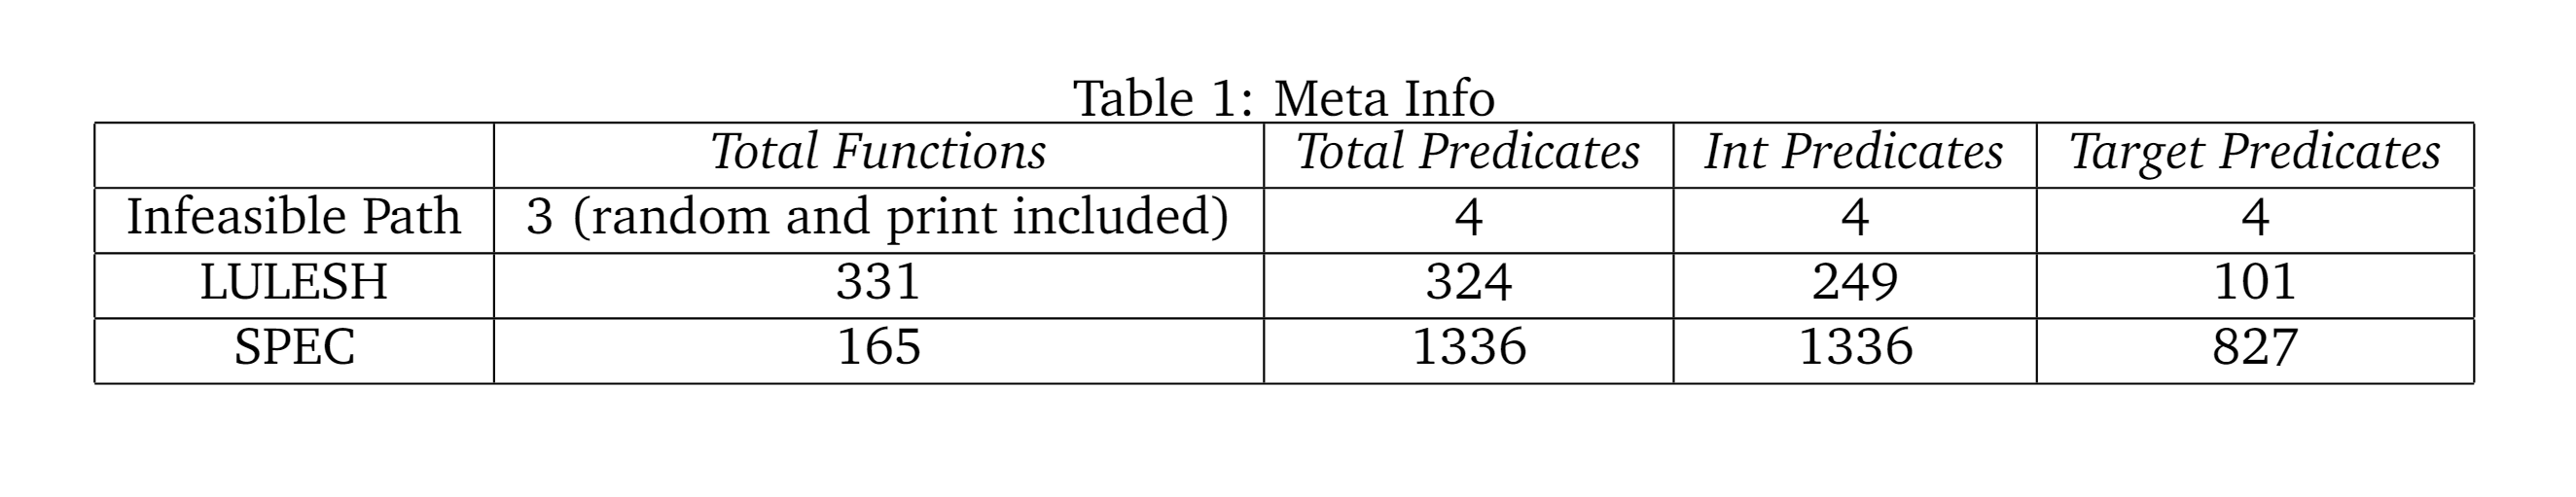 Table 1: Meta Info
Total Functions Total Predicates Int Predicates Target Predicates
Infeasible Path 3 (random and print included) 4 4 4
LULESH 331 324 249 101
SPEC 165 1336 1336 827